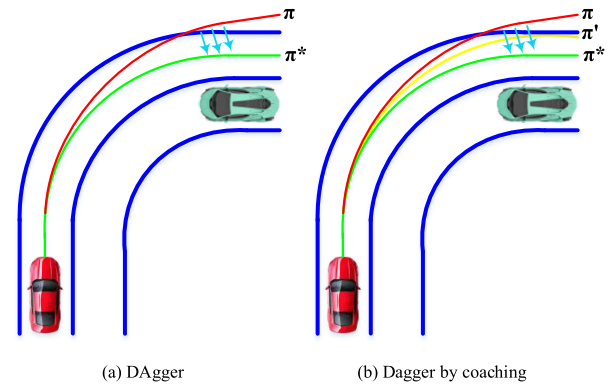 π
π*
π
π'
π*
(a) DAgger
(b) Dagger by coaching